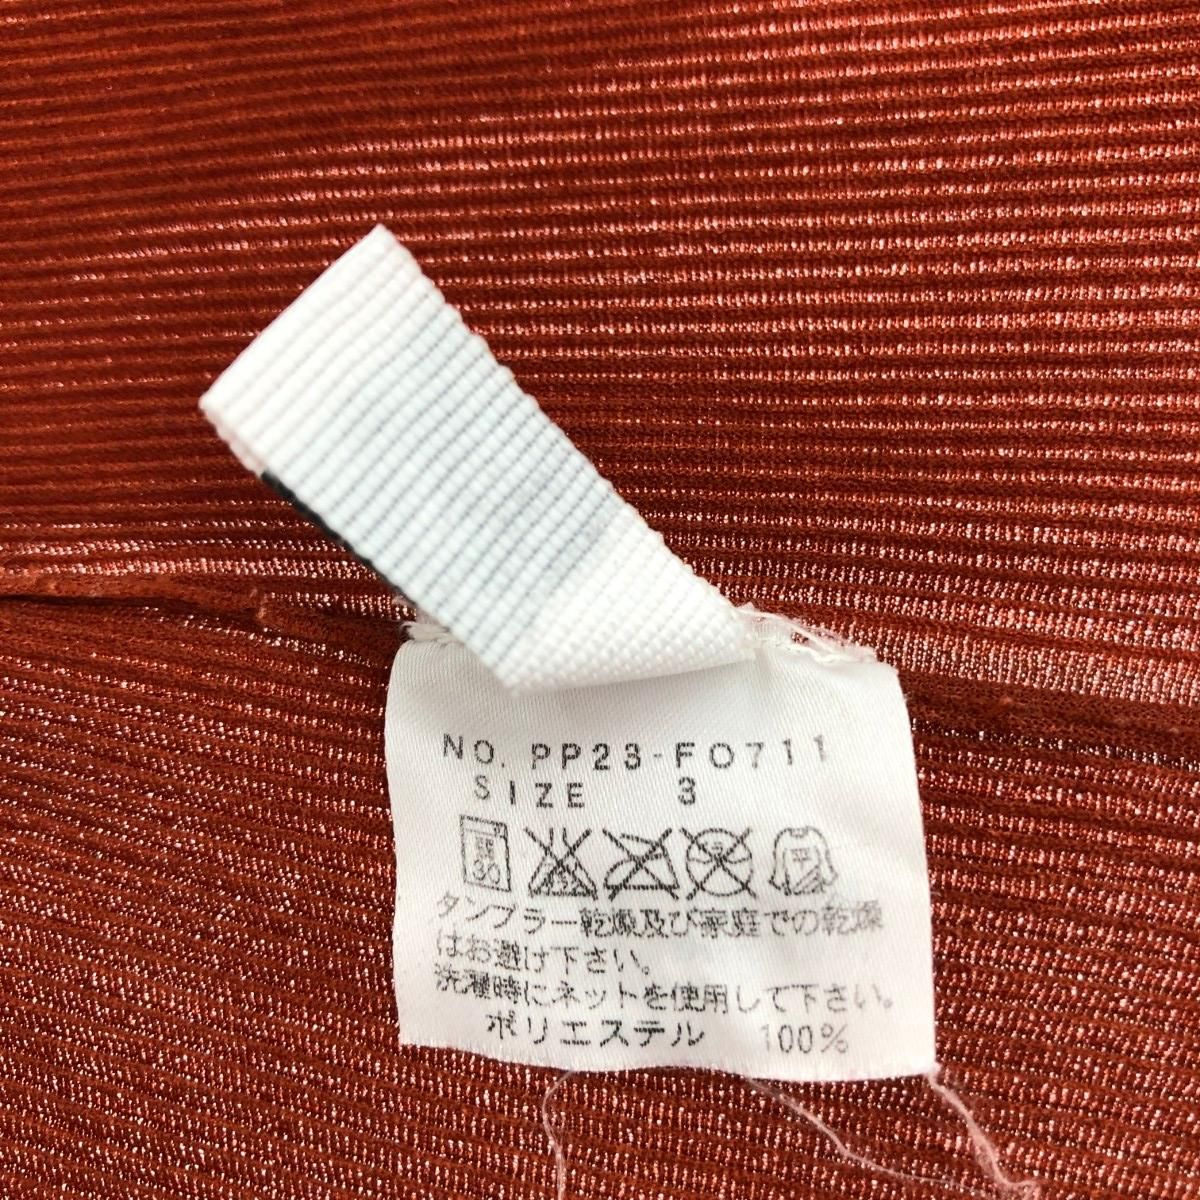 NO. PP23-FO711
SIZE 3
30
タンブラー乾燥及び家庭での乾燥
はお避け下さい。
洗濯時にネットを使用して下さい。
ポリエステル 100%